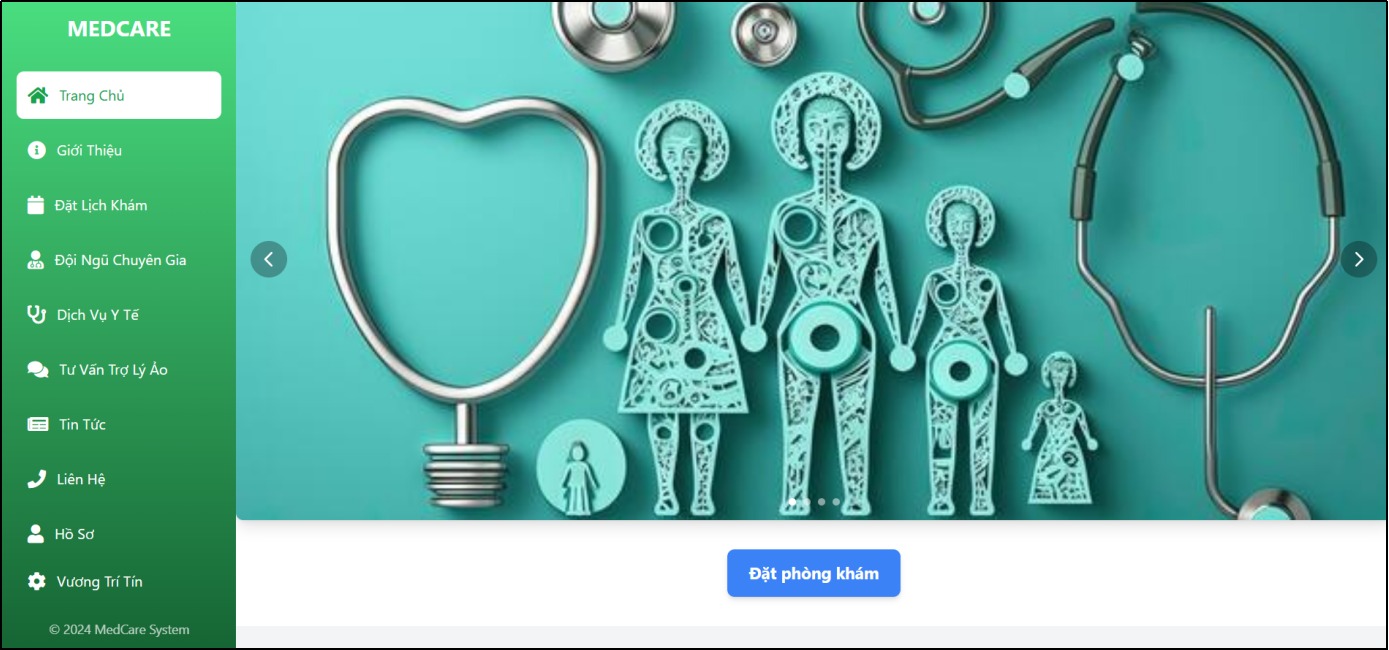 MEDCARE
Trang Chủ
Giới Thiệu
Đặt Lịch Khám
Đội Ngũ Chuyên Gia
Dịch Vụ Y Tế
Tư Vấn Trợ Lý Ảo
Tin Tức
Liên Hệ
Hồ Sơ
Vương Trí Tín
© 2024 MedCare System
Đặt phòng khám